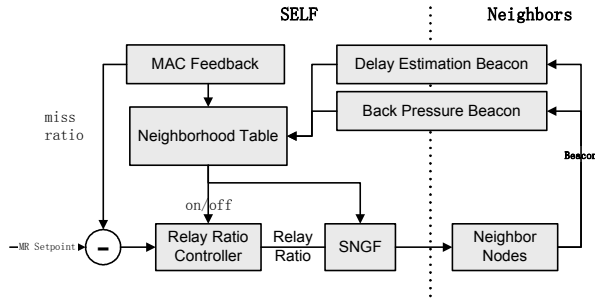 SELF
Neighbors
MAC Feedback
Delay Estimation Beacon
Back Pressure Beacon
miss
ratio
Neighborhood Table
Beacon
on/off
MR Setpoint
-
Relay Ratio
Controller
Relay
Ratio
SNGF
Neighbor
Nodes